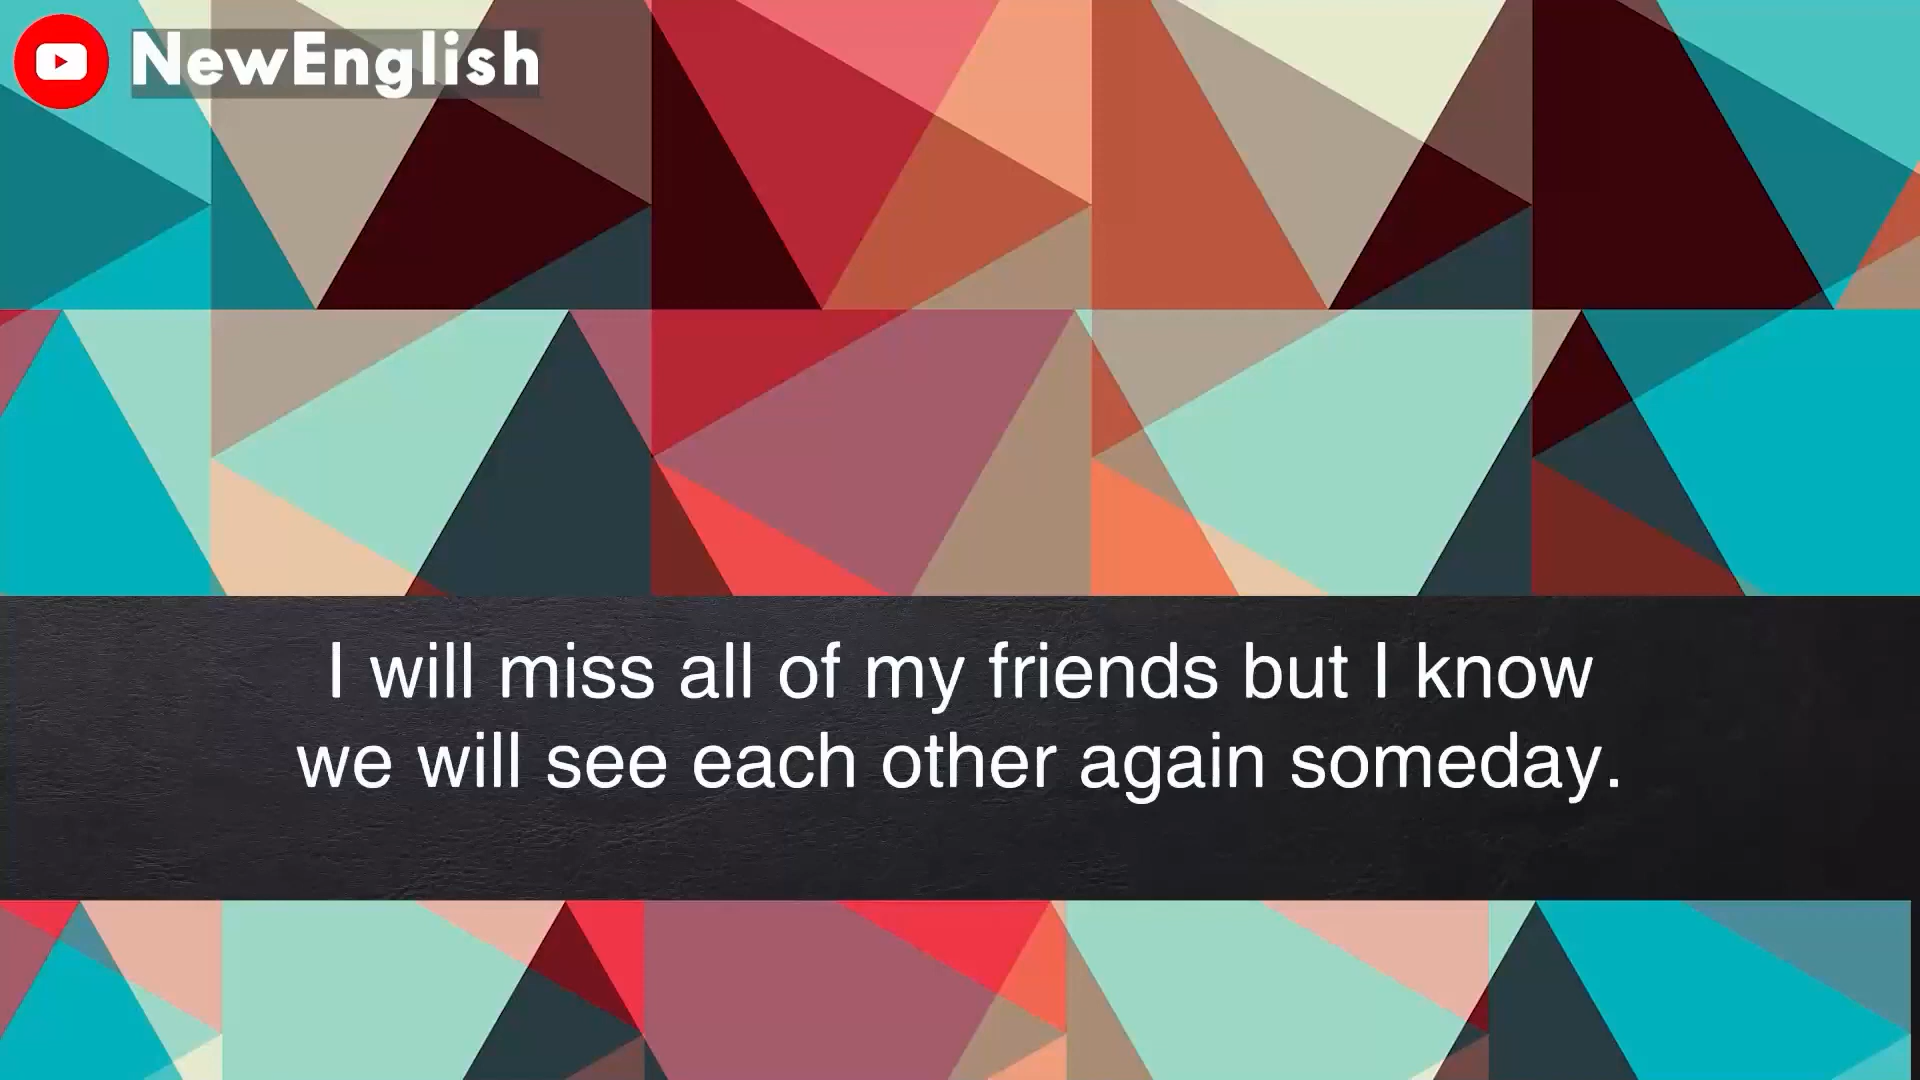 NewEnglish
I will miss all of my friends but I know
we will see each other again someday.